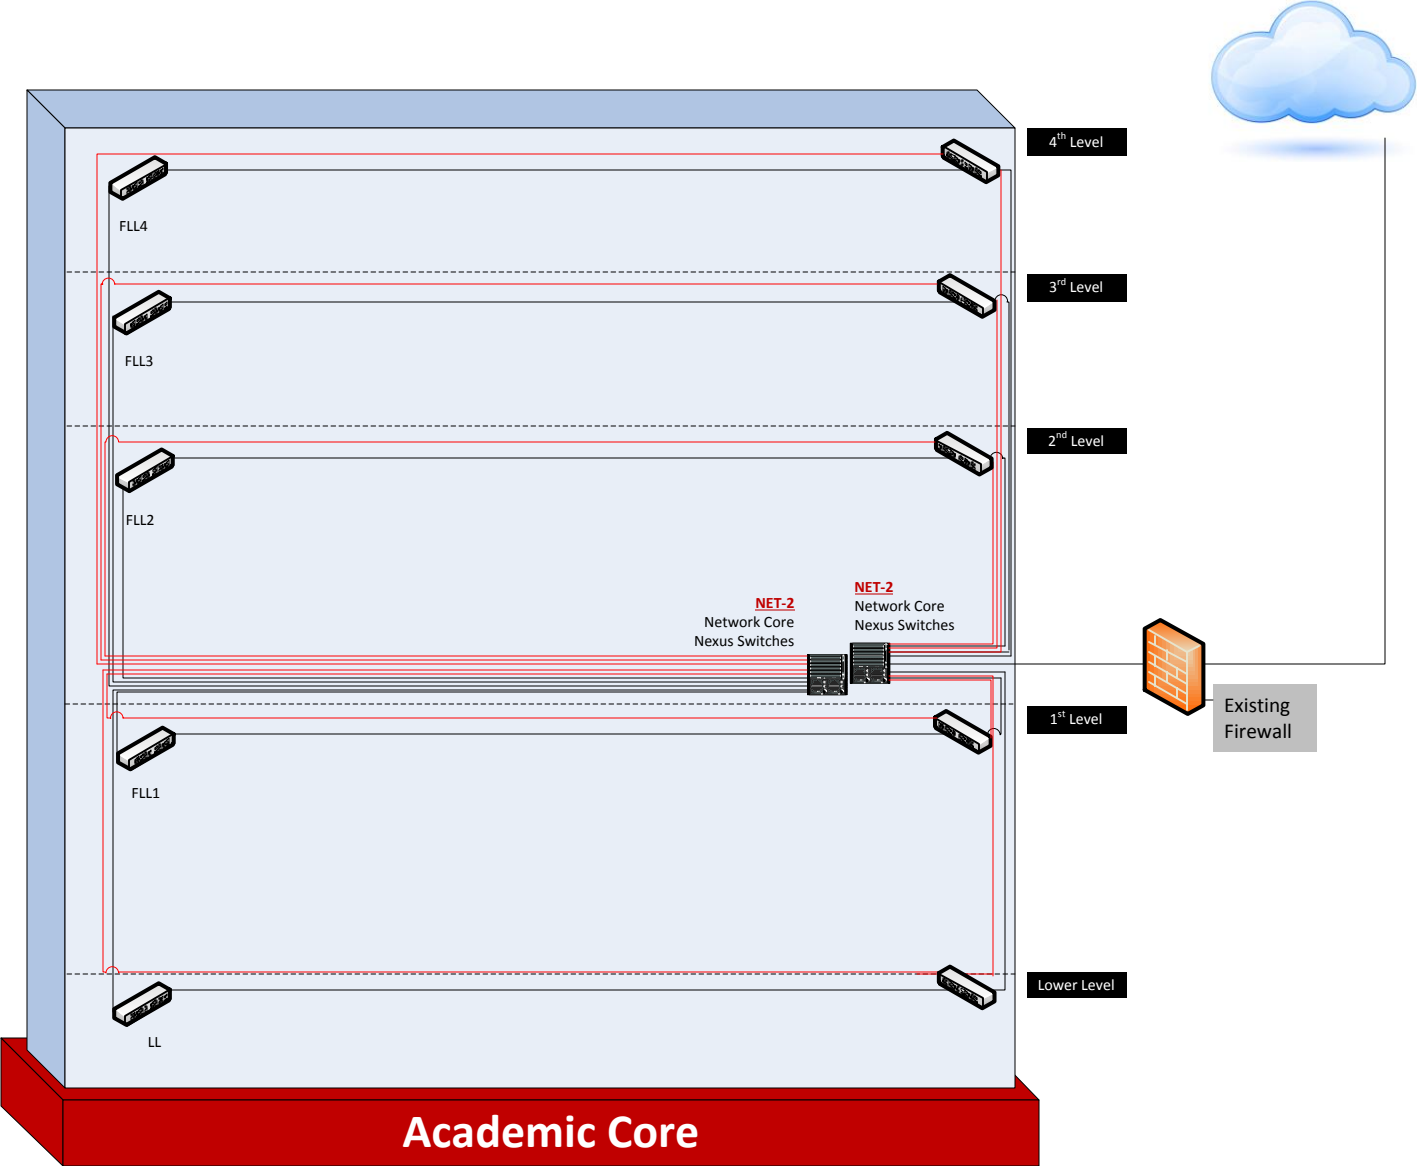 4th Level
FLL4
3rd Level
FLL3
2nd Level
FLL2
NET-2
Network Core
Nexus Switches
NET-2
Network Core
Nexus Switches
Existing
Firewall
1st Level
FLL1
Lower Level
LL
Academic Core